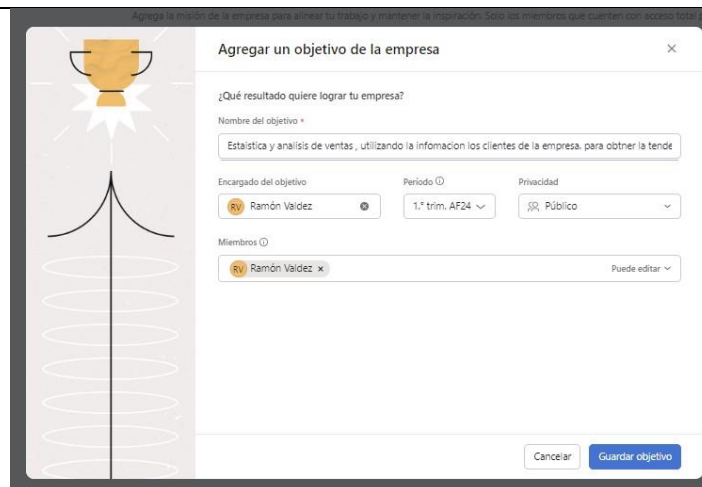 Agrega la misión de la empresa para alinear tu trabajo y mantener la inspiración. Solo los miembros que cuenten con acceso total
Agregar un objetivo de la empresa
¿Qué resultado quiere lograr tu empresa?
Nombre del objetivo *
Estaistica y analisis de ventas , utilizando la infomacion los clientes de la empresa. para obtner la tende
Encargado del objetivo Período Privacidad
RV Ramón Valdez 1.° trim. AF24 Público
Miembros
RV Ramón Valdez × Puede editar
Cancelar Guardar objetivo